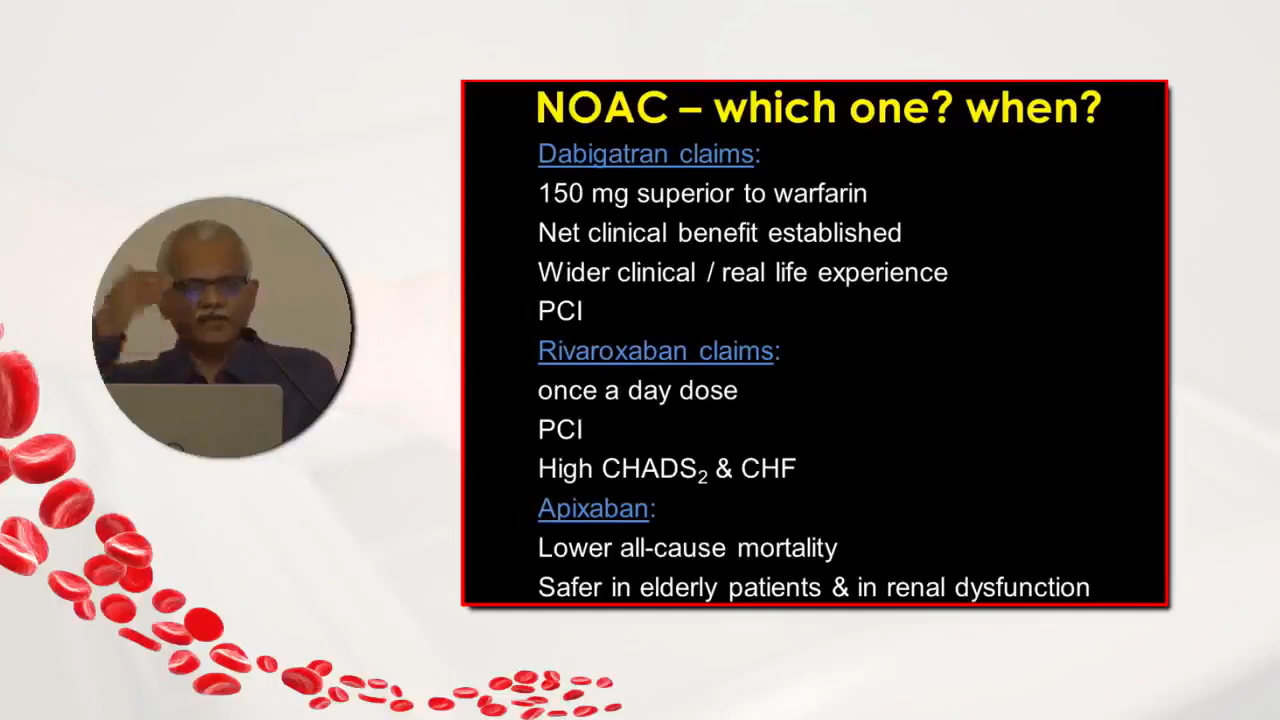 NOAC – which one? when?
Dabigatran claims:
150 mg superior to warfarin
Net clinical benefit established
Wider clinical / real life experience
PCI
Rivaroxaban claims:
once a day dose
PCI
High CHADS₂ & CHF
Apixaban:
Lower all-cause mortality
Safer in elderly patients & in renal dysfunction